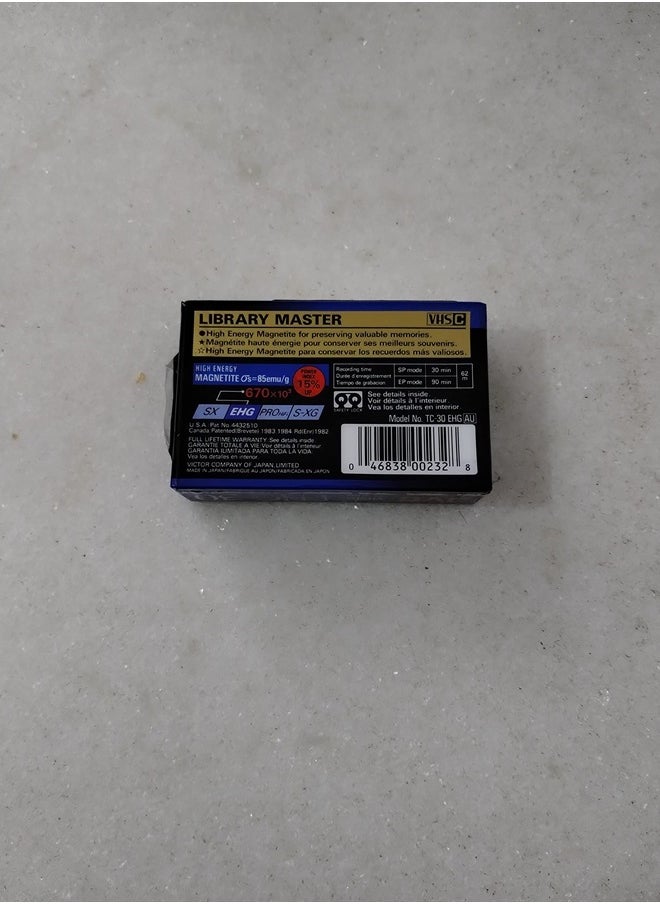 LIBRARY MASTER
VHS C
●High Energy Magnetite for preserving valuable memories.
★Magnétite haute énergie pour conserver ses meilleurs souvenirs.
☆High Energy Magnetite para conservar los recuerdos más valiosos.
HIGH ENERGY
MAGNETITE σs=85emu/g
POWER
INDEX
15%
UP
670×10³
SX EHG PRO S-XG
Recording time SP mode 30 min
Durée d'enregistrement
Tiempo de grabacion EP mode 90 min
62
m
SAFETY LOCK
See details inside.
Voir détails à l'interieur.
Vea los detalles en interior.
Model No. TC-30 EHG AU
U.S.A. Pat No.4432510
Canada Patented(Brevete) 1983 1984 Rd(Enr)1982
FULL LIFETIME WARRANTY. See details inside.
GARANTIE TOTALE A VIE Voir détails à l'interieur
GARANTIA ILIMITADA PARA TODA LA VIDA:
Vea los detalles en interior.
VICTOR COMPANY OF JAPAN, LIMITED
MADE IN JAPAN/FABRIQUE AU JAPON/FABRICADA EN JAPON
0 46838 00232 8